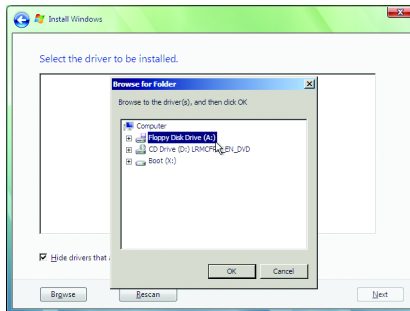 Install Windows
Select the driver to be installed.
Browse for Folder
Browse to the driver(s), and then click OK
Computer
Floppy Disk Drive (A:)
CD Drive (D:) EN_DVD
Boot (X:)
Hide drivers that
OK Cancel
Browse Rescan Next